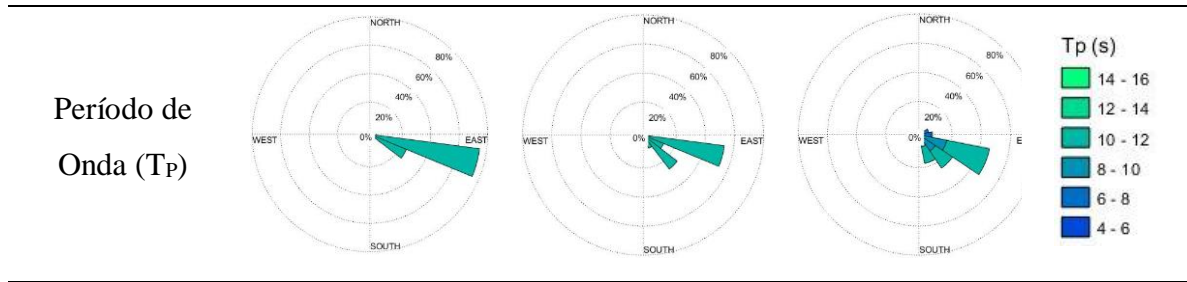 Período de
Onda (TP)
NORTH
80%
60%
40%
20%
0%
WEST
EAST
SOUTH
NORTH
80%
60%
40%
20%
0%
WEST
EAST
SOUTH
NORTH
80%
60%
40%
20%
0%
WEST
E
SOUTH
Tp (s)
14 - 16
12 - 14
10 - 12
8 - 10
6 - 8
4 - 6